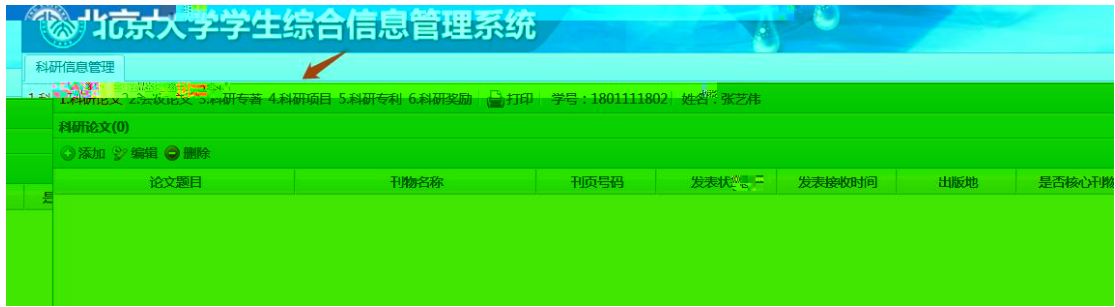 北京大学学生综合信息管理系统
科研信息管理
1.科研论文 2.会议论文 3.科研专著 4.科研项目 5.科研专利 6.科研奖励 打印 学号：1801111802 姓名：张艺伟
科研论文(0)
添加 编辑 删除
论文题目 刊物名称 刊页号码 发表状 发表接收时间 出版地 是否核心刊物